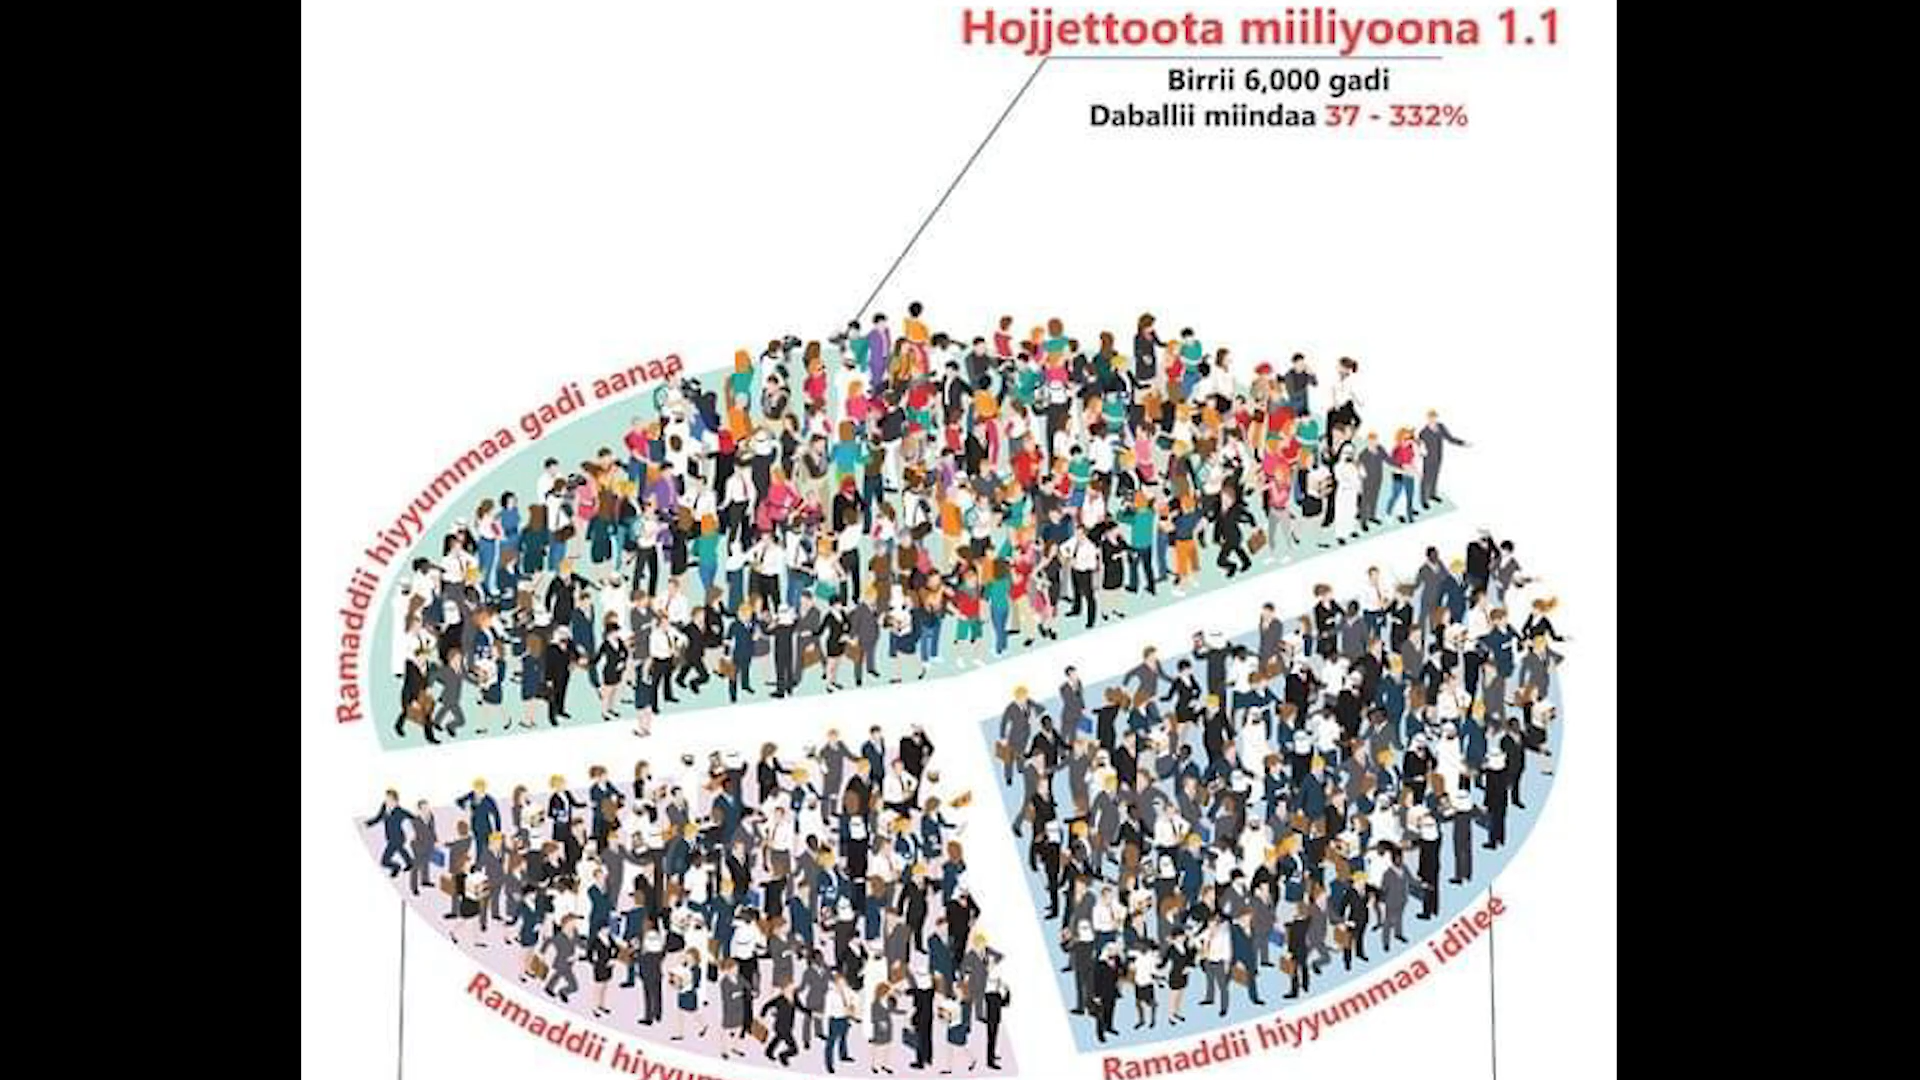 Hojjettoota miiliyoona 1.1
Birrii 6,000 gadi
Daballii miindaa 37 - 332%
Ramaddii hiyyummaa gadi aanaa
Ramaddii
Ramaddii hiyyummaa idilee